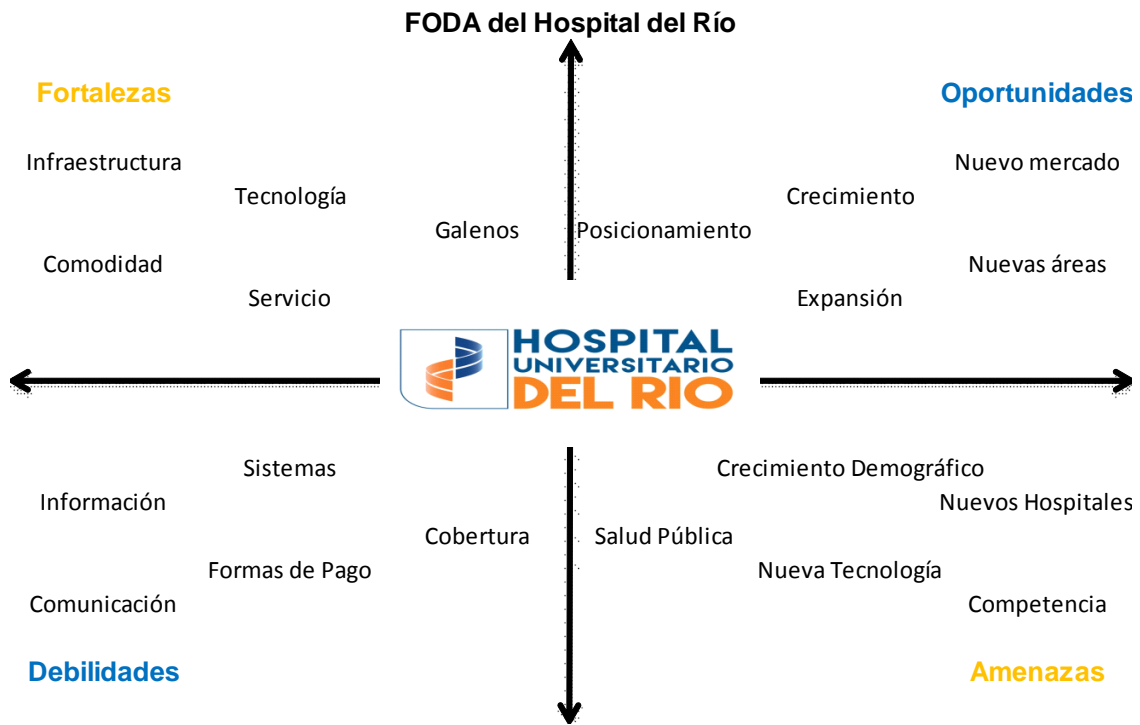 FODA del Hospital del Río
Fortalezas
Oportunidades
Infraestructura
Nuevo mercado
Tecnología
Crecimiento
Galenos
Posicionamiento
Comodidad
Nuevas áreas
Servicio
Expansión
HOSPITAL
UNIVERSITARIO
DEL RIO
Sistemas
Crecimiento Demográfico
Información
Nuevos Hospitales
Cobertura
Salud Pública
Formas de Pago
Nueva Tecnología
Comunicación
Competencia
Debilidades
Amenazas